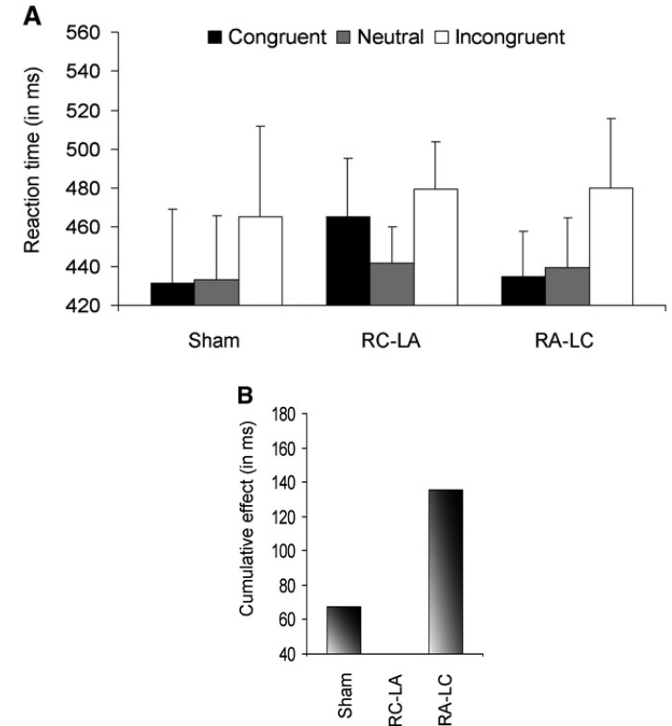 A
Congruent Neutral Incongruent
Reaction time (in ms)
560
540
520
500
480
460
440
420
Sham RC-LA RA-LC
B
Cumulative effect (in ms)
180
160
140
120
100
80
60
40
Sham
RC-LA
RA-LC